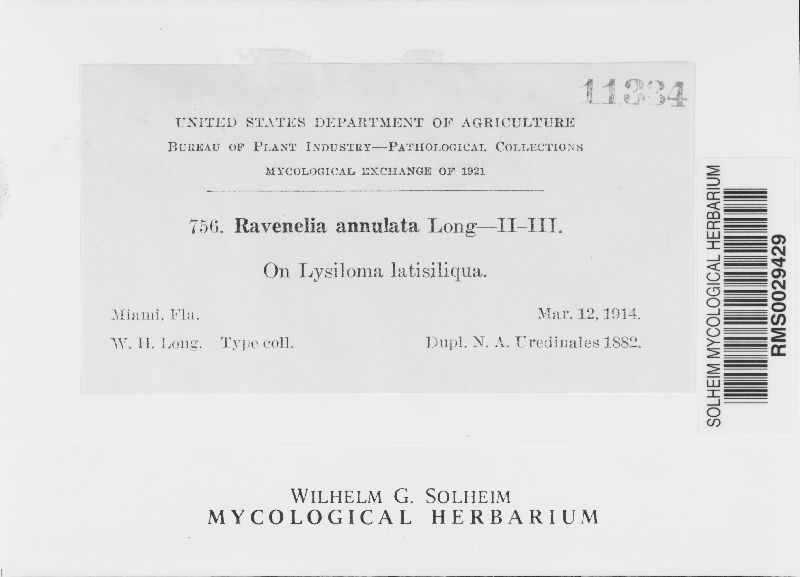 11334
UNITED STATES DEPARTMENT OF AGRICULTURE
BUREAU OF PLANT INDUSTRY—PATHOLOGICAL COLLECTIONS
MYCOLOGICAL EXCHANGE OF 1921
756. Ravenelia annulata Long—II–III.
On Lysiloma latisiliqua.
Miami, Fla. Mar. 12, 1914.
W. H. Long. Type coll. Dupl. N. A. Uredinales 1882.
SOLHEIM MYCOLOGICAL HERBARIUM
RMS0029429
WILHELM G. SOLHEIM
MYCOLOGICAL HERBARIUM